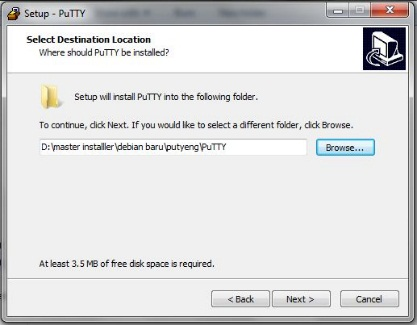 Setup - PuTTY
Select Destination Location
Where should PuTTY be installed?
Setup will install PuTTY into the following folder.
To continue, click Next. If you would like to select a different folder, click Browse.
D:\master installler\debian baru\putyeng\PuTTY
Browse...
At least 3.5 MB of free disk space is required.
< Back
Next >
Cancel